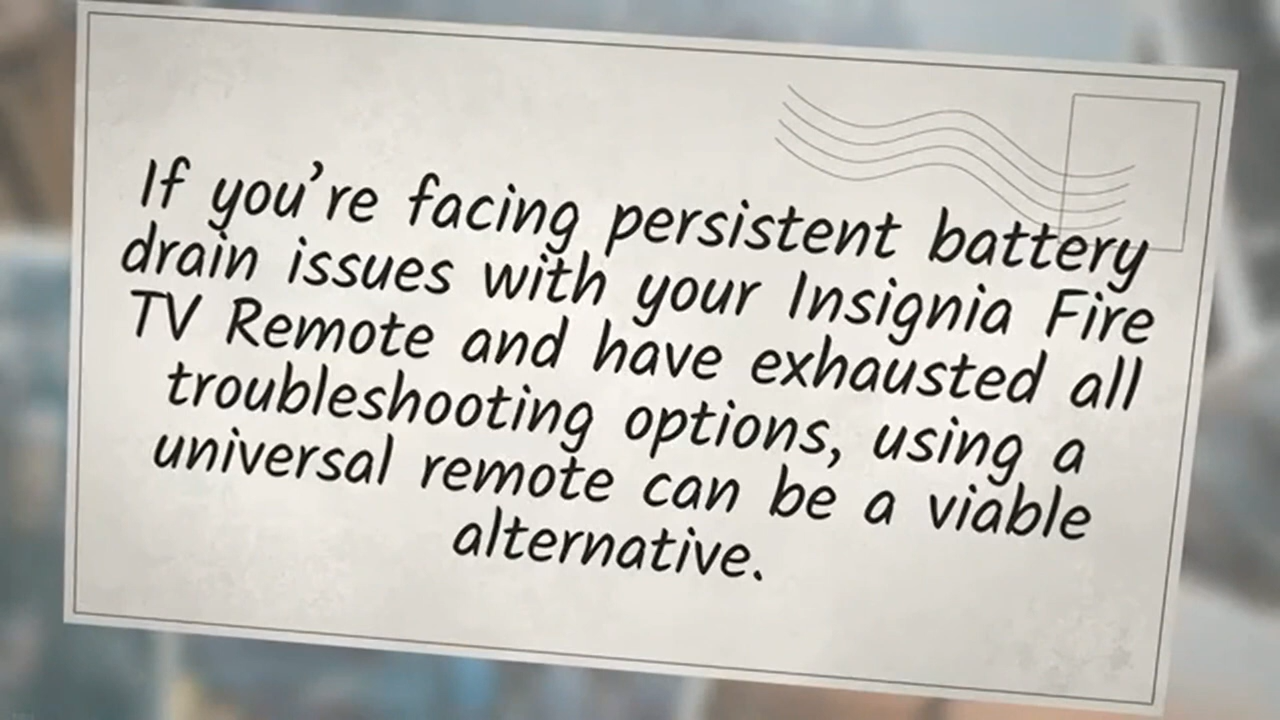 If you’re facing persistent battery
drain issues with your Insignia Fire
TV Remote and have exhausted all
troubleshooting options, using a
universal remote can be a viable
alternative.